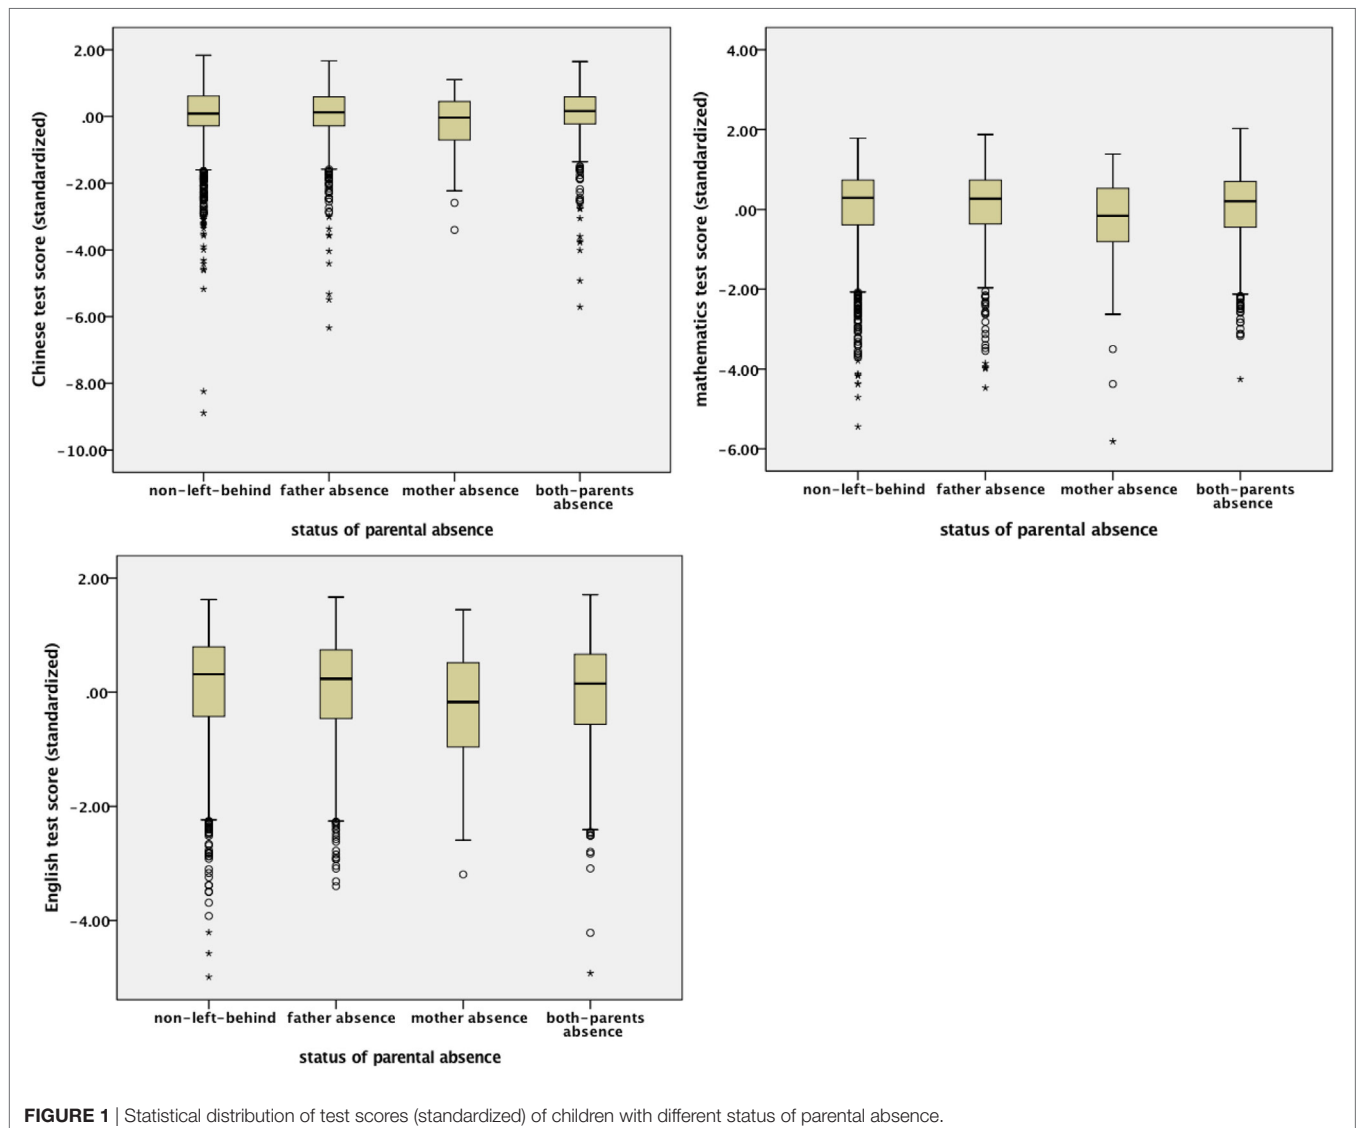 2.00
.00
−2.00
−4.00
−6.00
−8.00
−10.00
Chinese test score (standardized)
non-left-behind father absence mother absence both-parents
absence
status of parental absence
4.00
2.00
.00
−2.00
−4.00
−6.00
mathematics test score (standardized)
non-left-behind father absence mother absence both-parents
absence
status of parental absence
2.00
.00
−2.00
−4.00
English test score (standardized)
non-left-behind father absence mother absence both-parents
absence
status of parental absence
FIGURE 1 | Statistical distribution of test scores (standardized) of children with different status of parental absence.